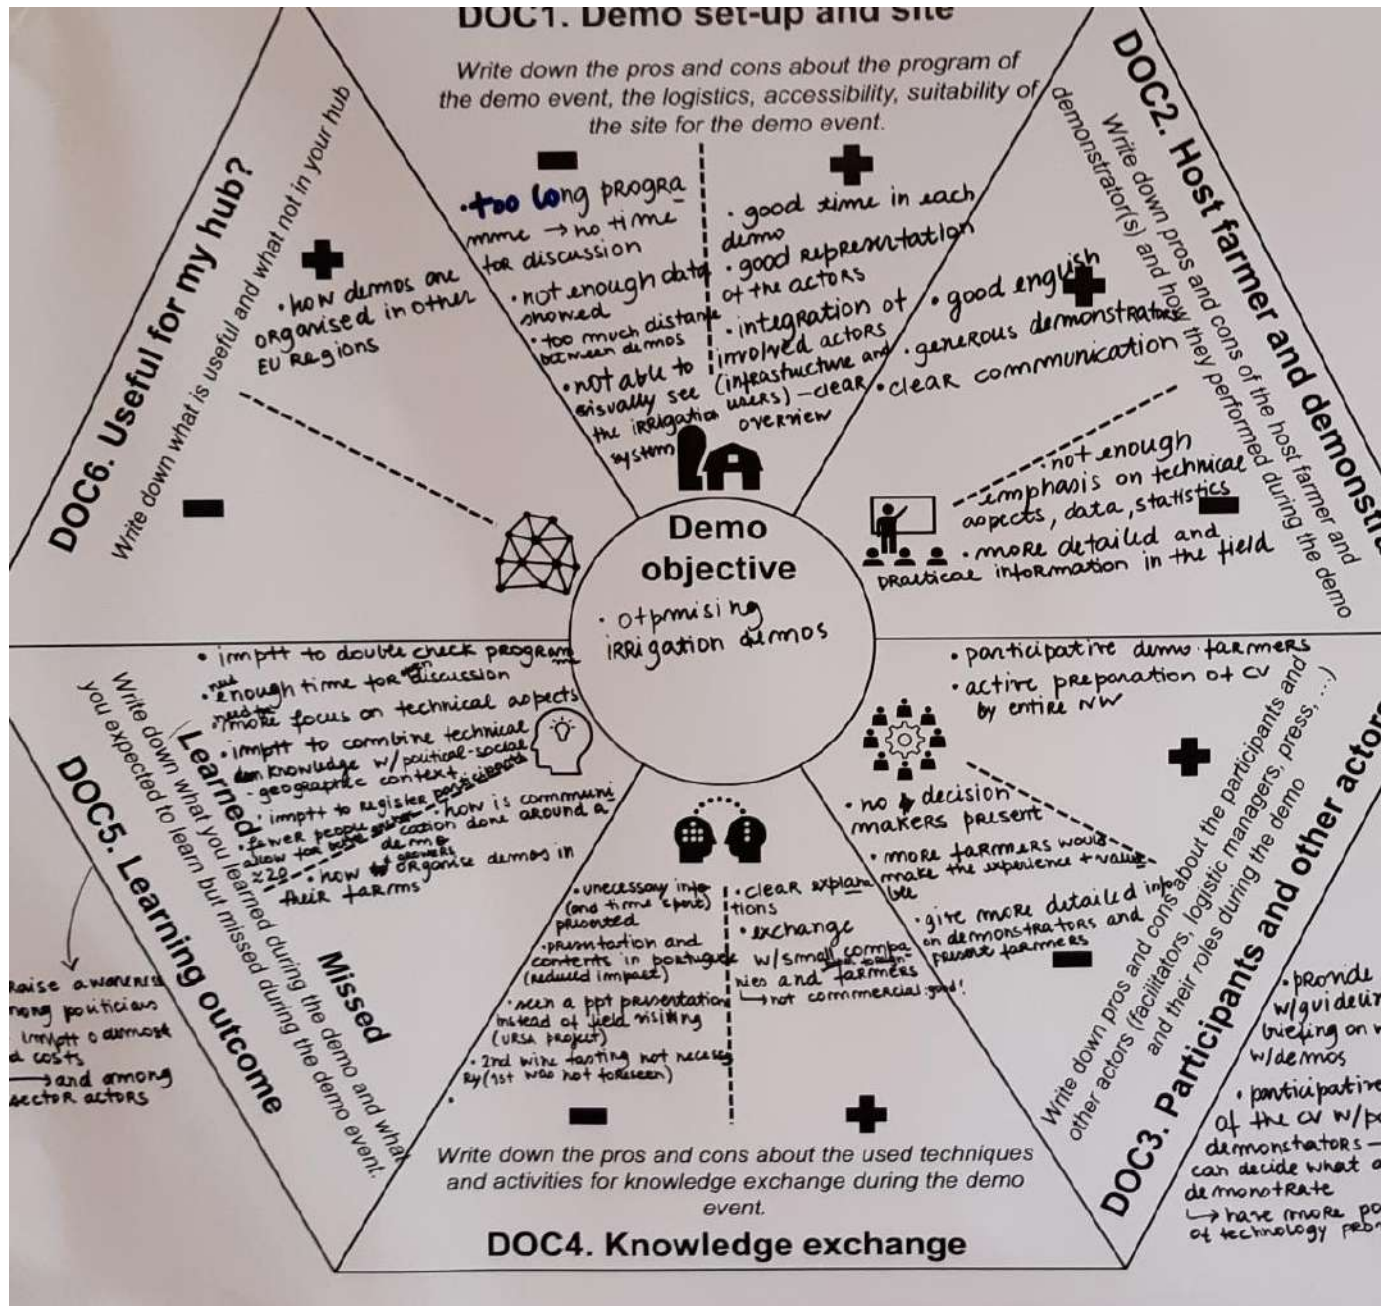 DOC1. Demo set-up and site
Write down the pros and cons about the program of
the demo event, the logistics, accessibility, suitability of
the site for the demo event.
• too long progra
mme → no time
for discussion
• not enough data
showed
• too much distance
between demos
• not able to
visually see
the irrigation
system
• good time in each
demo
• good representation
of the actors
• integration of
involved actors
(infrastructure and
users) – clear
overview
DOC2. Host farmer and demonstra
Write down pros and cons of the host farmer and
demonstrator(s) and how they performed during the demo
• good english
• generous demonstrators
• clear communication
• not enough
emphasis on technical
aspects, data, statistics
• more detailed and
practical information in the field
Demo
objective
• otpmising
irrigation demos
DOC3. Participants and other actors
Write down pros and cons about the participants and
other actors (facilitators, logistic managers, press, ...)
and their roles during the demo
• participative demo farmers
• active preparation of CV
by entire NW
• no decision
makers present
• more farmers would
make the experience + valua
ble
• give more detailed info
on demonstrators and
present farmers
• provide
w/guidelin
briefing on
w/demos
• participative
of the CV w/
demonstrators –
can decide what
demonstrate
↳ have more
of technology
DOC4. Knowledge exchange
Write down the pros and cons about the used techniques
and activities for knowledge exchange during the demo
event.
• unecessary info
(and time spent)
presented
• presentation and
contents in portuguese
(reduced impact)
• seen a ppt presentation
instead of field visiting
(URSA project)
• 2nd wine tasting not necessa
ry (1st was not foreseen)
• clear explana
tions
• exchange
w/small compa
nies and farmers
↳ not commercial good!
DOC5. Learning outcome
Write down what you learned during the demo and what
you expected to learn but missed during the demo event.
Learned
• imptt to double check programme
• need enough time for discussion
• need to more focus on technical aspects
• imptt to combine technical
knowledge w/political-social
-geographic context
• imptt to register participants
• fewer people
allow for
≈20
Missed
• how is communi
cation done around a
demo
• how growers organise demos in
their farms
raise awareness
mong politicians
imptt
costs
→ and among
sector actors
DOC6. Useful for my hub?
Write down what is useful and what not in your hub
• how demos are
organised in other
EU regions